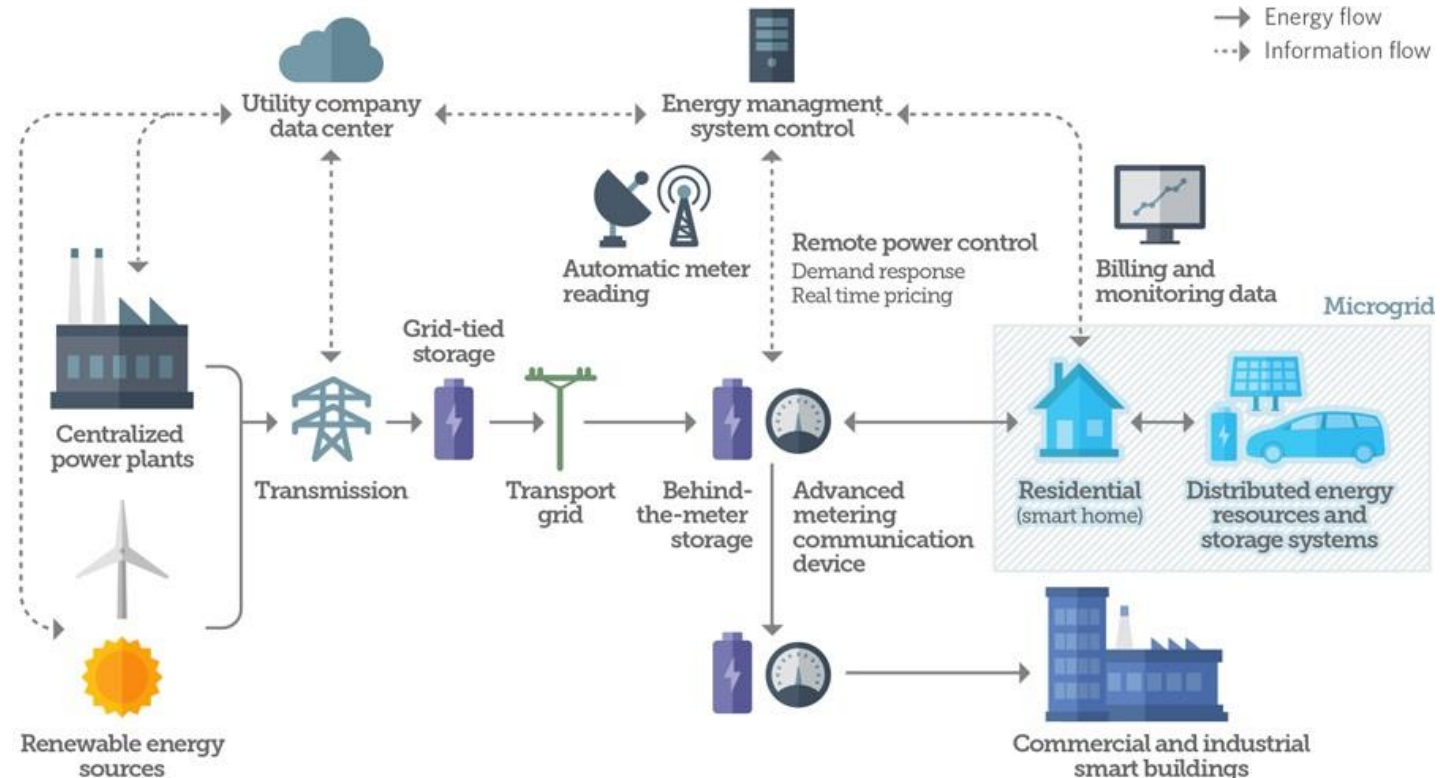 Energy flow
Information flow
Utility company
data center
Energy managment
system control
Automatic meter
reading
Remote power control
Demand response
Real time pricing
Billing and
monitoring data
Microgrid
Grid-tied
storage
Centralized
power plants
Transmission
Transport
grid
Behind-
the-meter
storage
Advanced
metering
communication
device
Residential
(smart home)
Distributed energy
resources and
storage systems
Renewable energy
sources
Commercial and industrial
smart buildings